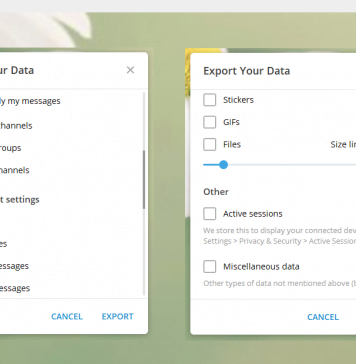 ur Data
ly my messages
hannels
roups
hannels
t settings
es
essages
essages
CANCEL
EXPORT
Export Your Data
Stickers
GIFs
Files
Size li
Other
Active sessions
We store this to display your connected dev
Settings > Privacy & Security > Active Session
Miscellaneous data
Other types of data not mentioned above (b
CANCEL